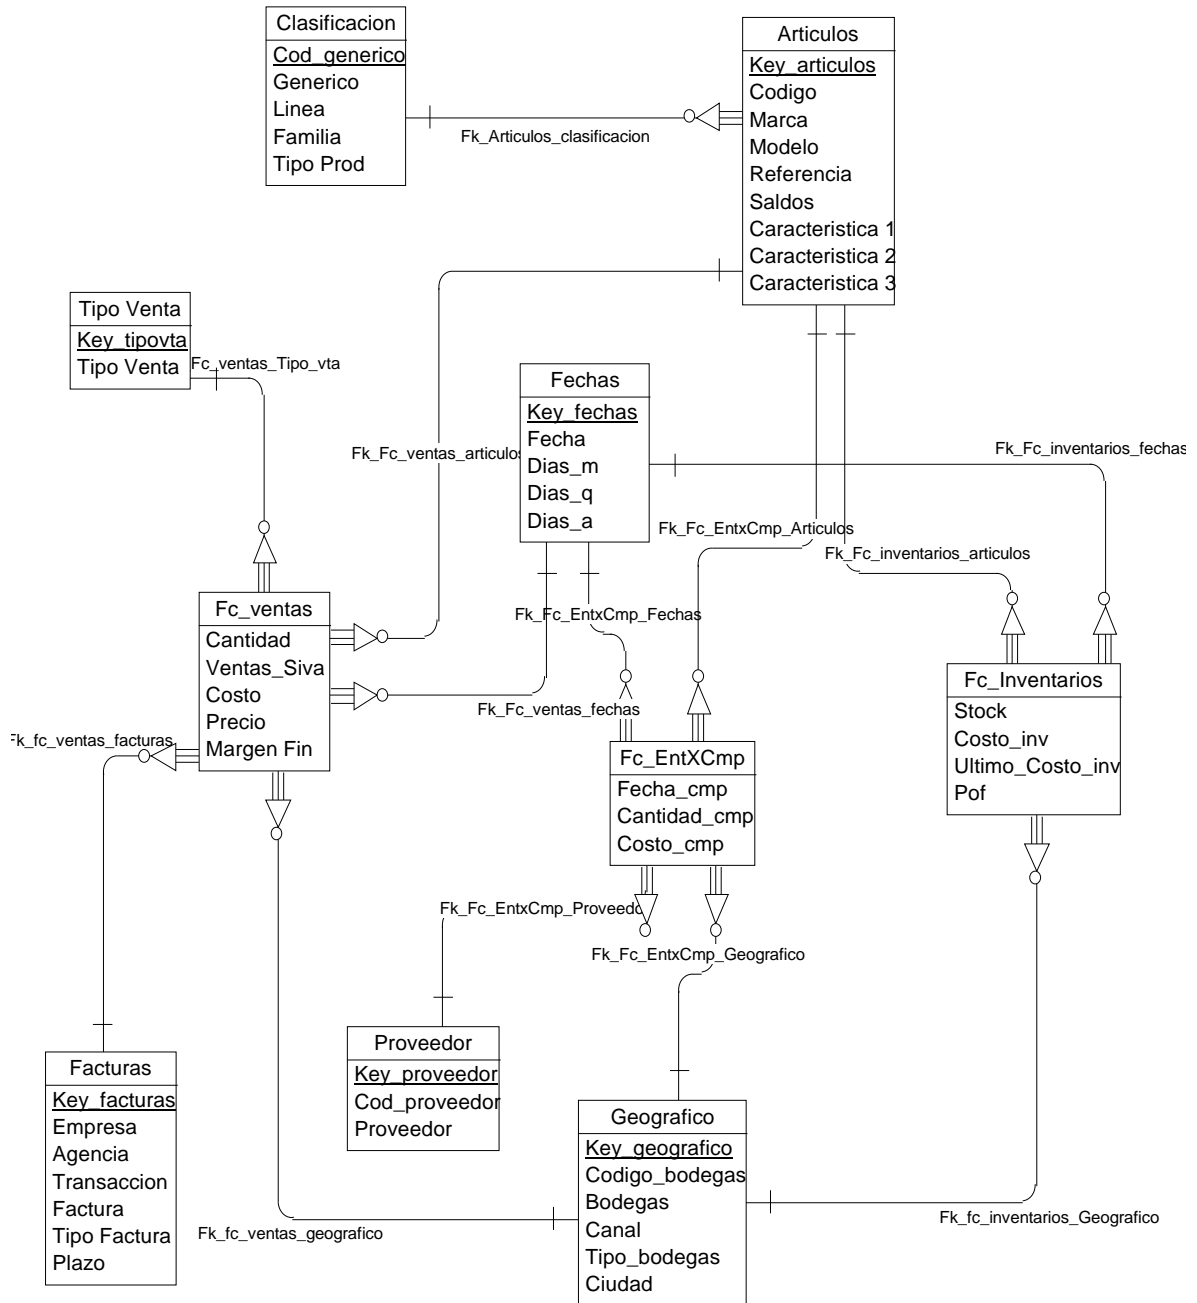 Clasificacion
Cod_generico
Generico
Linea
Familia
Tipo Prod
Articulos
Key_articulos
Codigo
Marca
Modelo
Referencia
Saldos
Caracteristica 1
Caracteristica 2
Caracteristica 3
Fk_Articulos_clasificacion
Tipo Venta
Key_tipovta
Tipo Venta
Fc_ventas_Tipo_vta
Fechas
Key_fechas
Fecha
Dias_m
Dias_q
Dias_a
Fk_Fc_ventas_articulos
Fk_Fc_inventarios_fechas
Fk_Fc_EntxCmp_Articulos
Fk_Fc_inventarios_articulos
Fk_Fc_EntxCmp_Fechas
Fc_ventas
Cantidad
Ventas_Siva
Costo
Precio
Margen Fin
Fk_Fc_ventas_fechas
Fk_fc_ventas_facturas
Fc_EntXCmp
Fecha_cmp
Cantidad_cmp
Costo_cmp
Fc_Inventarios
Stock
Costo_inv
Ultimo_Costo_inv
Pof
Fk_Fc_EntxCmp_Proveedo
Fk_Fc_EntxCmp_Geografico
Facturas
Key_facturas
Empresa
Agencia
Transaccion
Factura
Tipo Factura
Plazo
Proveedor
Key_proveedor
Cod_proveedor
Proveedor
Geografico
Key_geografico
Codigo_bodegas
Bodegas
Canal
Tipo_bodegas
Ciudad
Fk_fc_ventas_geografico
Fk_fc_inventarios_Geografico